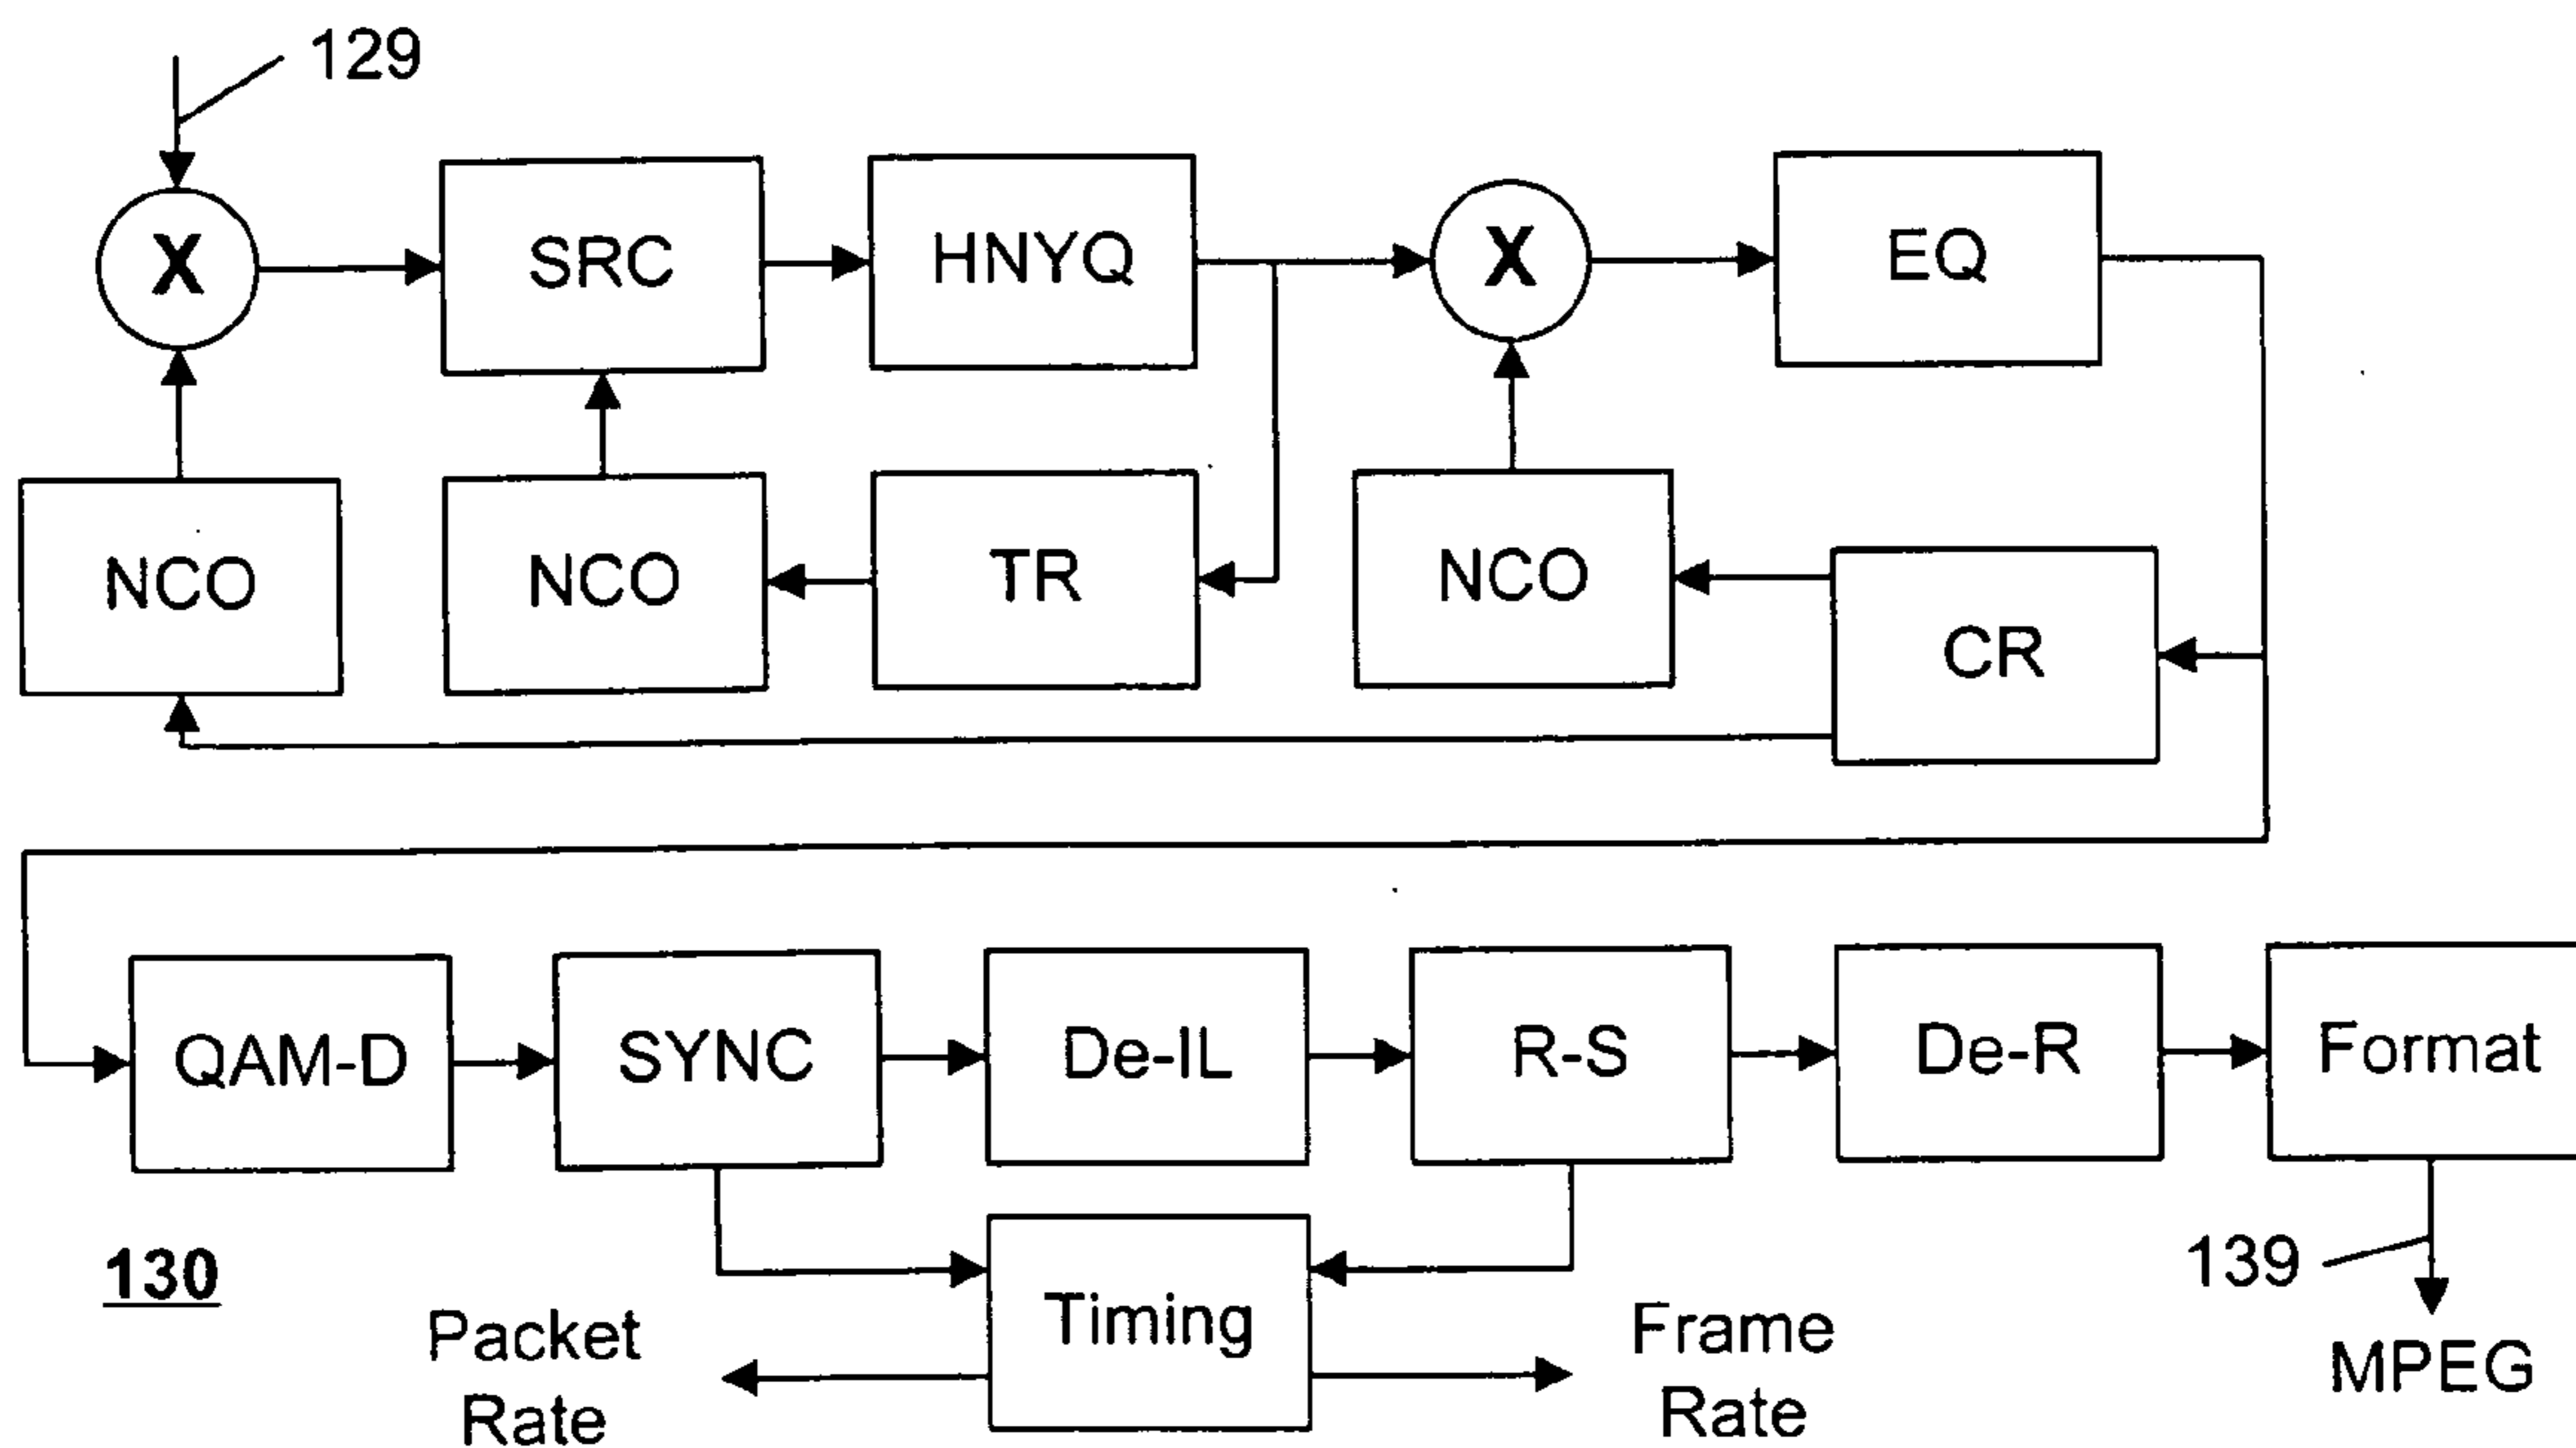 129
X
SRC
HNYQ
X
EQ
NCO
NCO
TR
NCO
CR
QAM-D
SYNC
De-IL
R-S
De-R
Format
130
Packet
Rate
Timing
Frame
Rate
139
MPEG